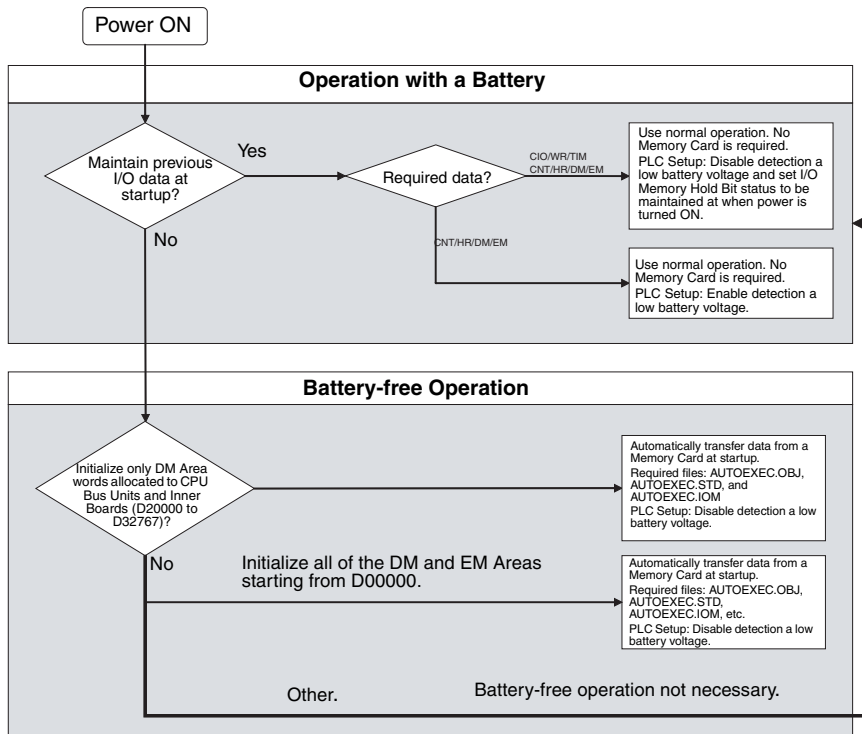 Power ON
Operation with a Battery
Maintain previous
I/O data at
startup?
Yes
Required data?
CIO/WR/TIM
CNT/HR/DM/EM
Use normal operation. No
Memory Card is required.
PLC Setup: Disable detection a
low battery voltage and set I/O
Memory Hold Bit status to be
maintained at when power is
turned ON.
No
CNT/HR/DM/EM
Use normal operation. No
Memory Card is required.
PLC Setup: Enable detection a
low battery voltage.
Battery-free Operation
Initialize only DM Area
words allocated to CPU
Bus Units and Inner
Boards (D20000 to
D32767)?
Automatically transfer data from a
Memory Card at startup.
Required files: AUTOEXEC.OBJ,
AUTOEXEC.STD, and
AUTOEXEC.IOM
PLC Setup: Disable detection a low
battery voltage.
No
Initialize all of the DM and EM Areas
starting from D00000.
Automatically transfer data from a
Memory Card at startup.
Required files: AUTOEXEC.OBJ,
AUTOEXEC.STD,
AUTOEXEC.IOM, etc.
PLC Setup: Disable detection a low
battery voltage.
Other.
Battery-free operation not necessary.